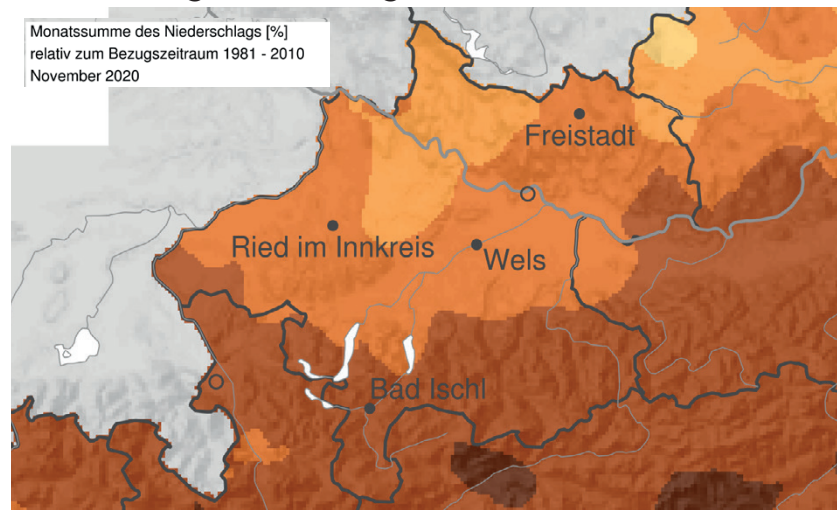 Monatssumme des Niederschlags [%]
relativ zum Bezugszeitraum 1981 - 2010
November 2020
Freistadt
Ried im Innkreis
Wels
Bad Ischl